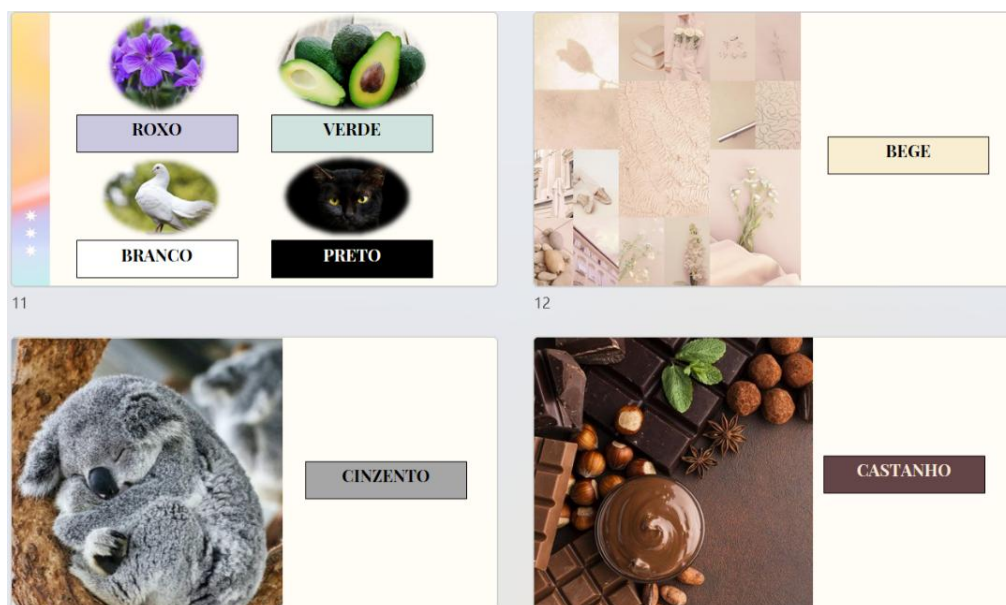 ROXO
VERDE
BRANCO
PRETO
11
BEGE
12
CINZENTO
CASTANHO